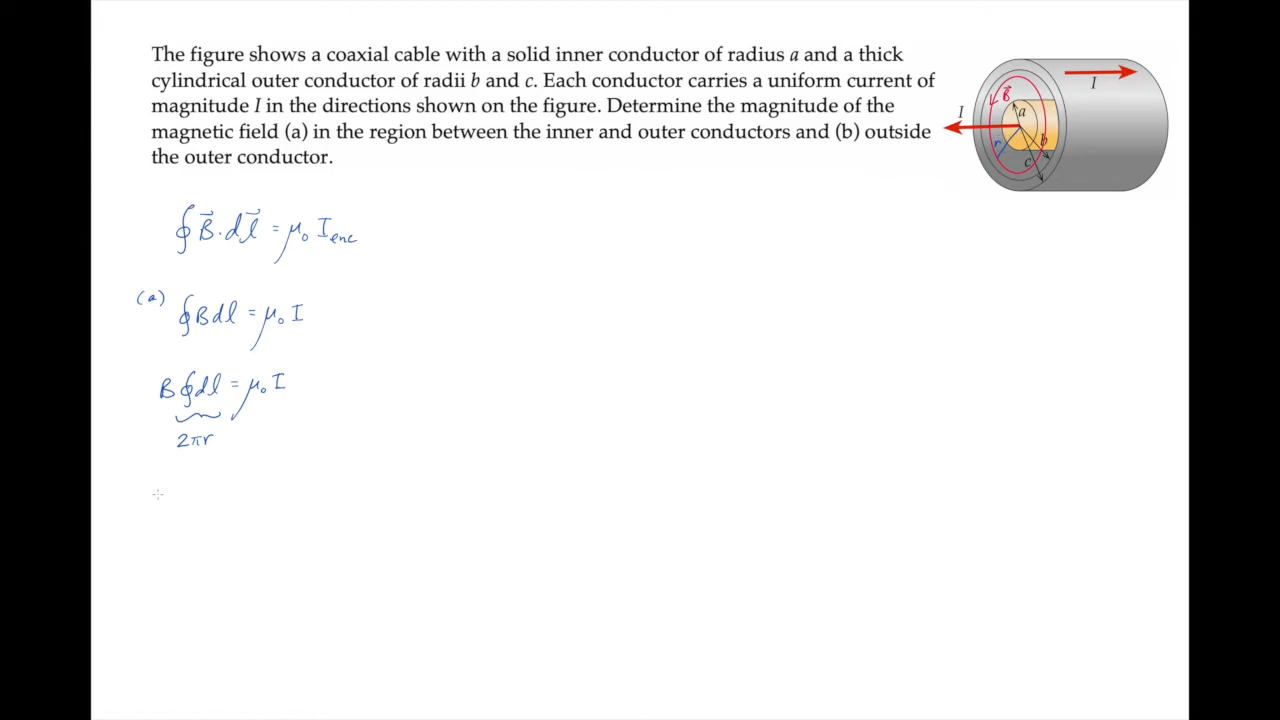 The figure shows a coaxial cable with a solid inner conductor of radius a and a thick
cylindrical outer conductor of radii b and c. Each conductor carries a uniform current of
magnitude I in the directions shown on the figure. Determine the magnitude of the
magnetic field (a) in the region between the inner and outer conductors and (b) outside
the outer conductor.
I
I
B⃗
a
b
r
c
∮ B⃗ · dl⃗ = μ₀ I_enc
(a)
∮ B dl = μ₀ I
B ∮ dl = μ₀ I
2πr